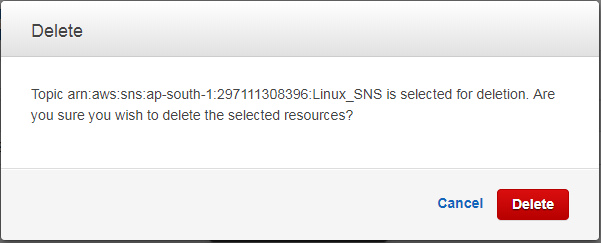 Delete
Topic arn:aws:sns:ap-south-1:297111308396:Linux_SNS is selected for deletion. Are
you sure you wish to delete the selected resources?
Cancel Delete